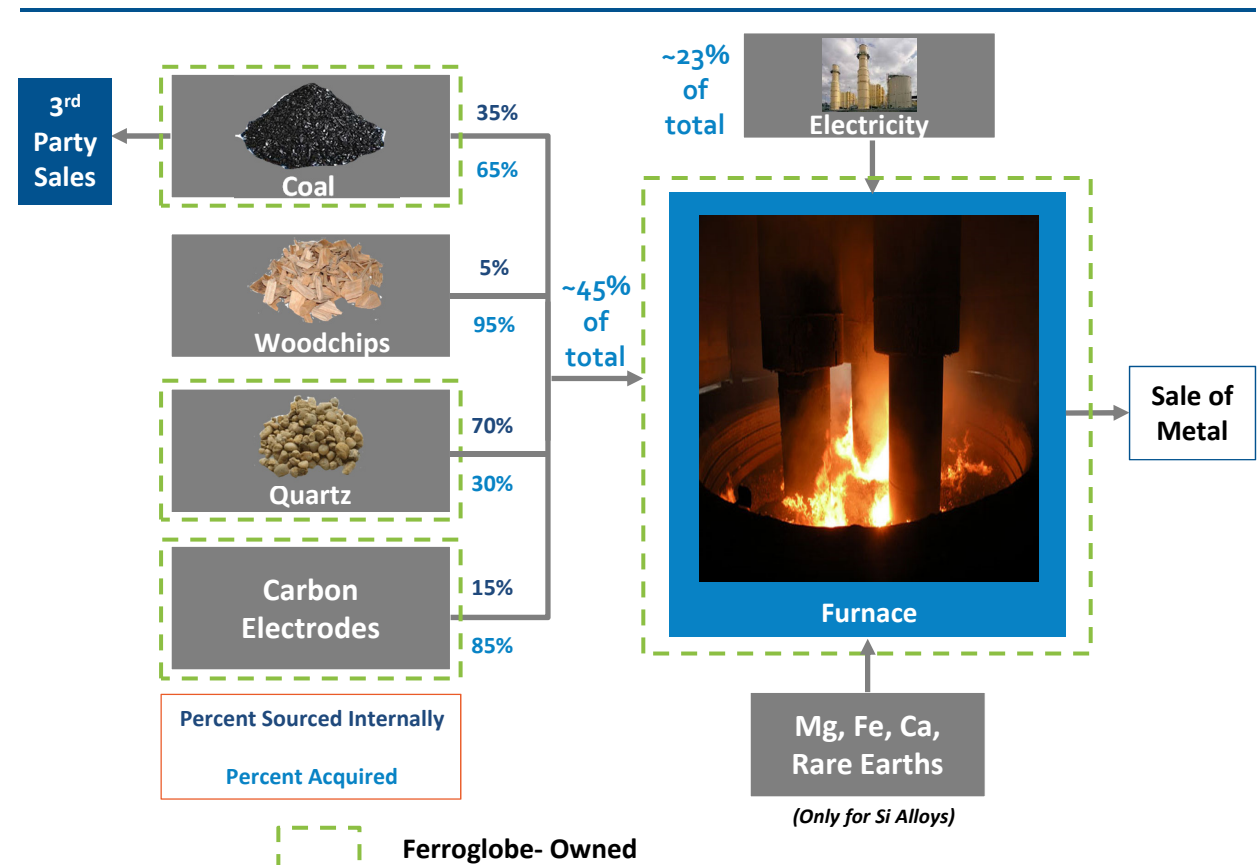 3rd
Party
Sales
Coal
35%
65%
Woodchips
5%
95%
Quartz
70%
30%
Carbon
Electrodes
15%
85%
~45%
of
total
~23%
of
total
Electricity
Furnace
Sale of
Metal
Mg, Fe, Ca,
Rare Earths
(Only for Si Alloys)
Percent Sourced Internally
Percent Acquired
Ferroglobe- Owned